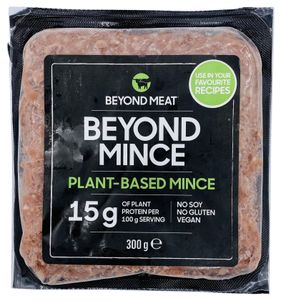 BEYOND MEAT®
USE IN YOUR
FAVOURITE
RECIPES
BEYOND
MINCE
PLANT-BASED MINCE
15g
OF PLANT
PROTEIN PER
100g SERVING
NO SOY
NO GLUTEN
VEGAN
300 g ℮